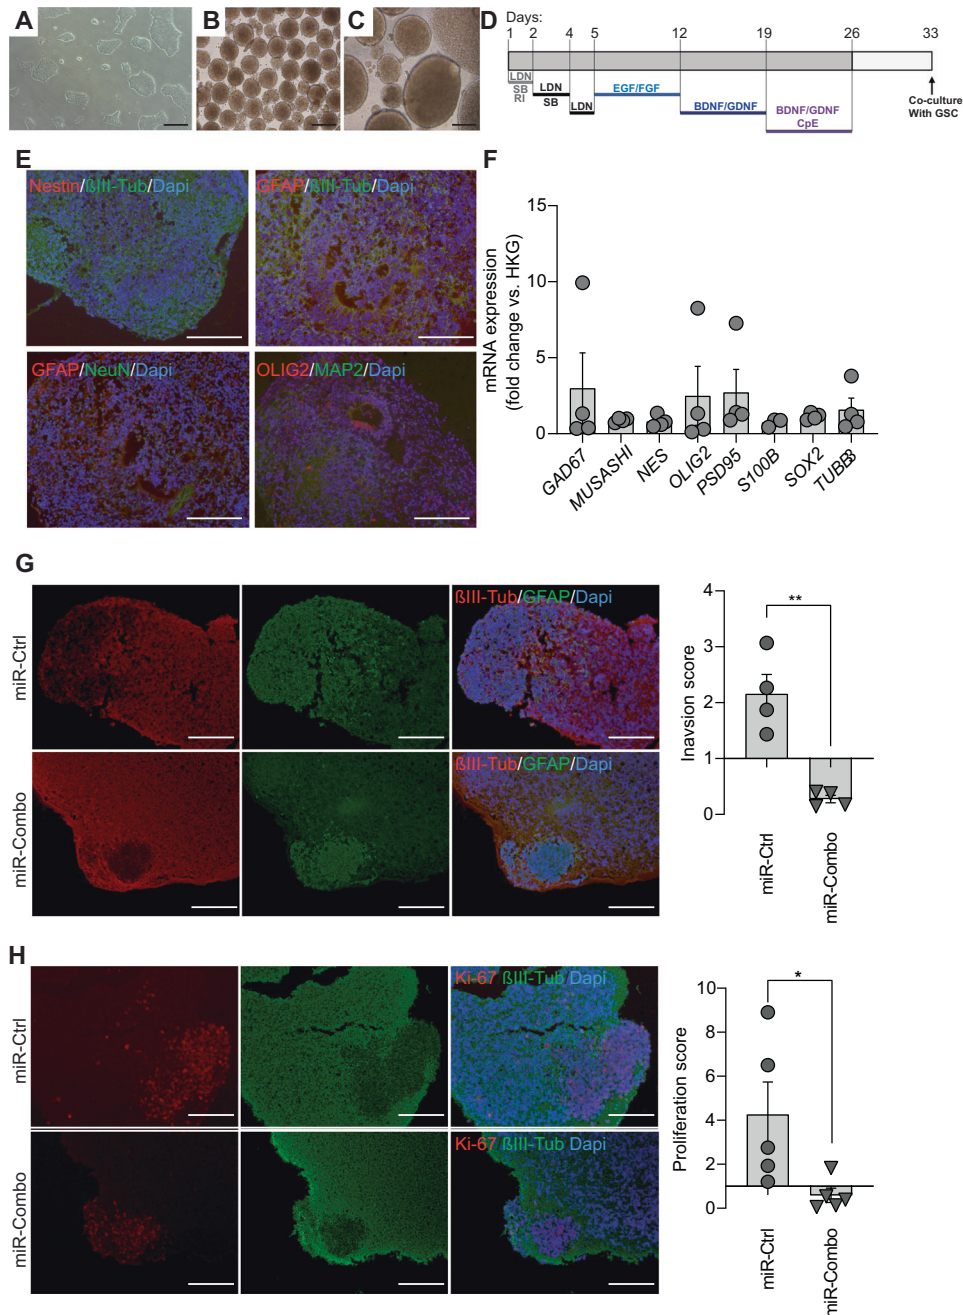 A
B
C
D
Days:
1 2 4 5 12 19 26 33
LDN
SB
RI
LDN
SB
LDN
EGF/FGF
BDNF/GDNF
BDNF/GDNF
CpE
Co-culture
With GSC
E
Nestin/ßIII-Tub/Dapi
GFAP/ßIII-Tub/Dapi
GFAP/NeuN/Dapi
OLIG2/MAP2/Dapi
F
mRNA expression
(fold change vs. HKG)
15
10
5
0
GAD67
MUSASHI
NES
OLIG2
PSD95
S100B
SOX2
TUBB3
G
miR-Ctrl
ßIII-Tub/GFAP/Dapi
miR-Combo
ßIII-Tub/GFAP/Dapi
Inavsion score
4
3
2
1
0
**
miR-Ctrl
miR-Combo
H
miR-Ctrl
Ki-67 ßIII-Tub Dapi
miR-Combo
Ki-67 ßIII-Tub Dapi
Proliferation score
10
8
6
4
2
0
*
miR-Ctrl
miR-Combo